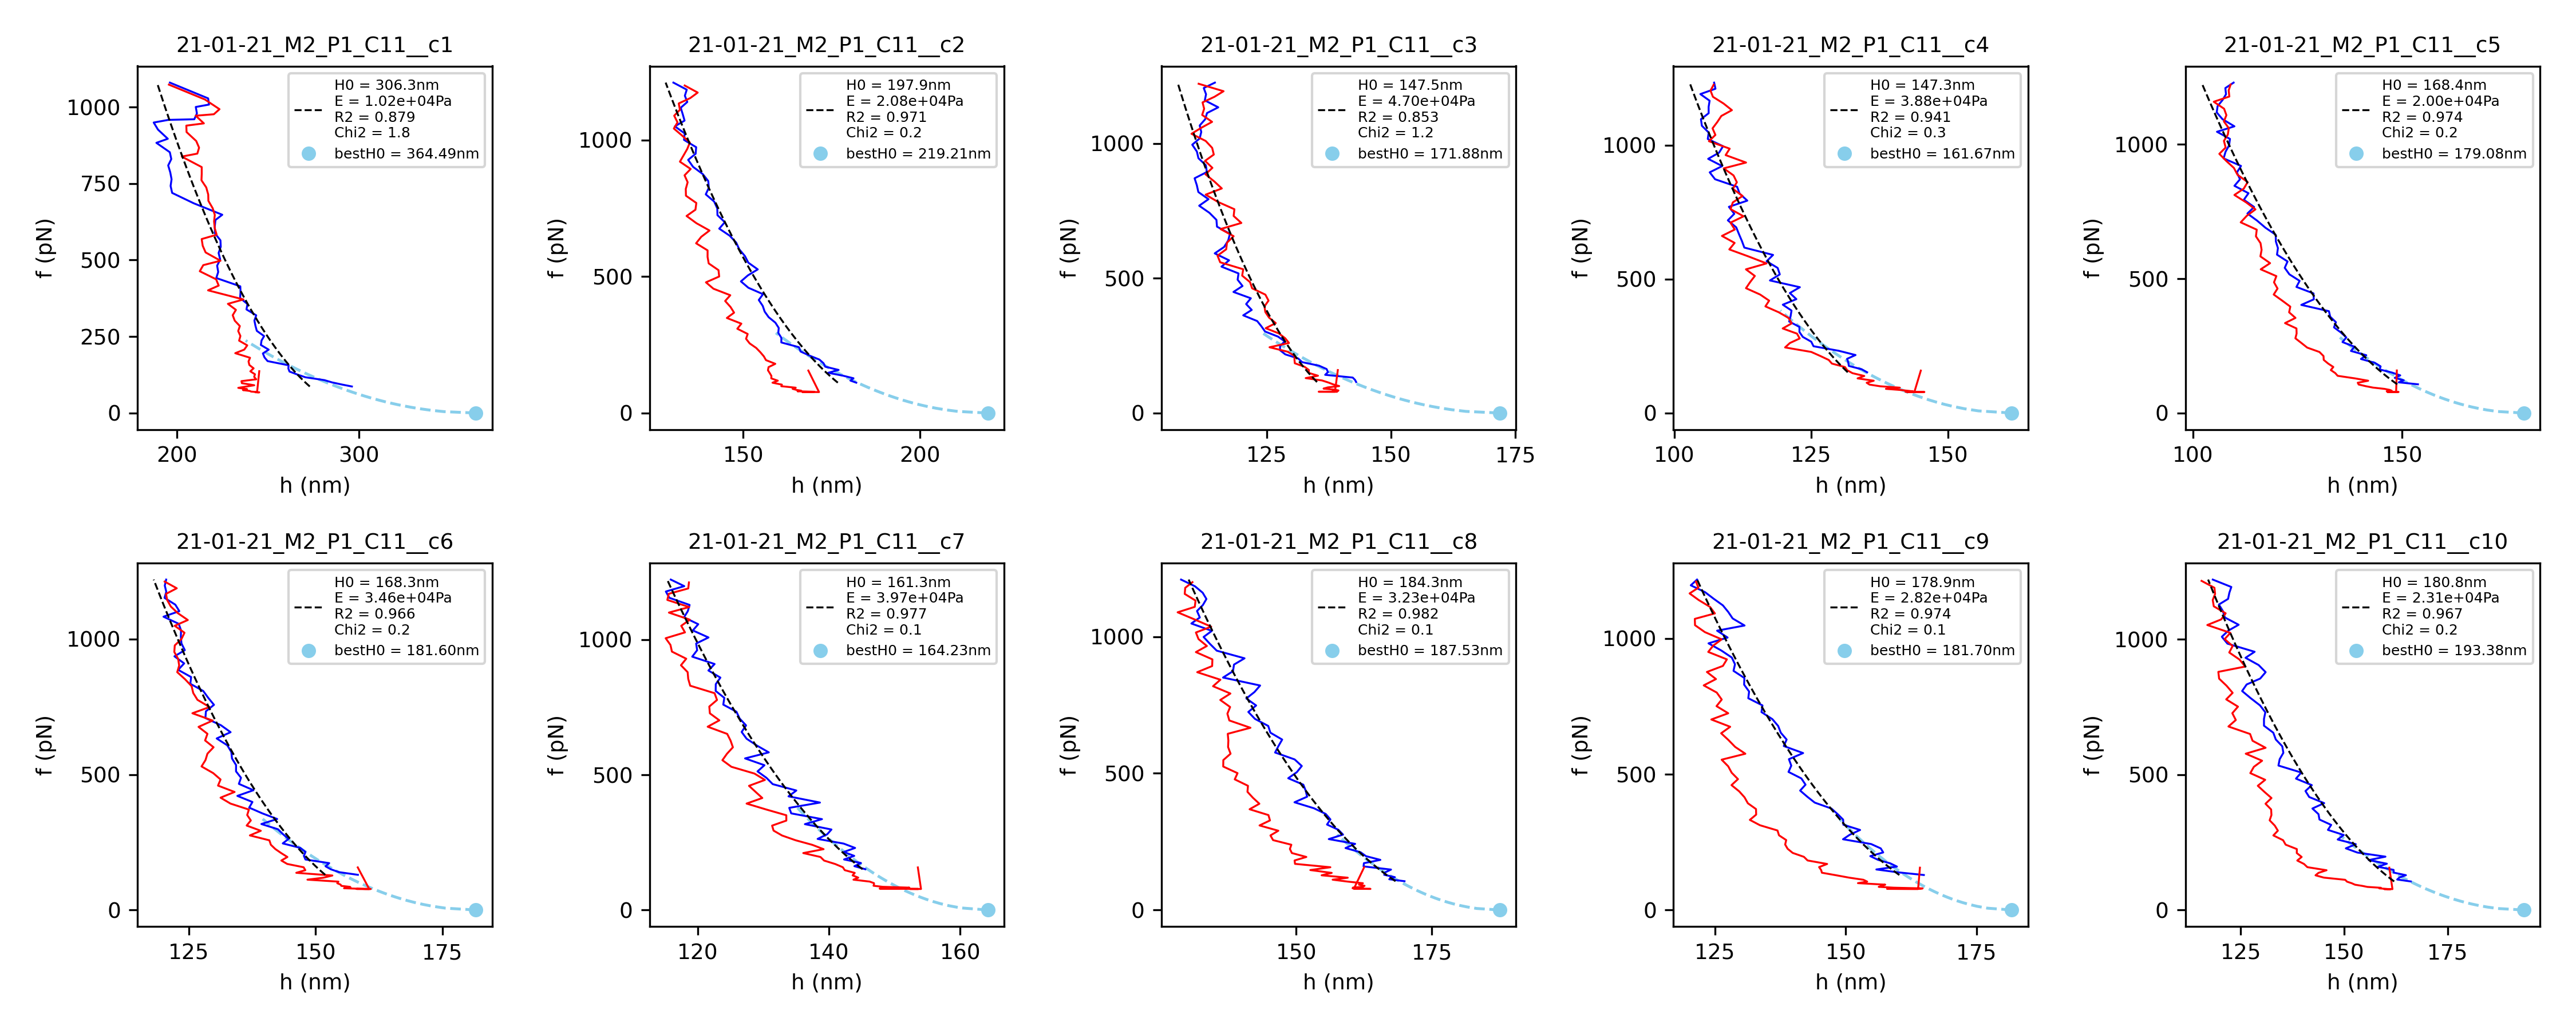 21-01-21_M2_P1_C11__c1
H0 = 306.3nm
E = 1.02e+04Pa
R2 = 0.879
Chi2 = 1.8
bestH0 = 364.49nm
f (pN)
1000
750
500
250
0
200 300
h (nm)
21-01-21_M2_P1_C11__c2
H0 = 197.9nm
E = 2.08e+04Pa
R2 = 0.971
Chi2 = 0.2
bestH0 = 219.21nm
f (pN)
1000
500
0
150 200
h (nm)
21-01-21_M2_P1_C11__c3
H0 = 147.5nm
E = 4.70e+04Pa
R2 = 0.853
Chi2 = 1.2
bestH0 = 171.88nm
f (pN)
1000
500
0
125 150 175
h (nm)
21-01-21_M2_P1_C11__c4
H0 = 147.3nm
E = 3.88e+04Pa
R2 = 0.941
Chi2 = 0.3
bestH0 = 161.67nm
f (pN)
1000
500
0
100 125 150
h (nm)
21-01-21_M2_P1_C11__c5
H0 = 168.4nm
E = 2.00e+04Pa
R2 = 0.974
Chi2 = 0.2
bestH0 = 179.08nm
f (pN)
1000
500
0
100 150
h (nm)
21-01-21_M2_P1_C11__c6
H0 = 168.3nm
E = 3.46e+04Pa
R2 = 0.966
Chi2 = 0.2
bestH0 = 181.60nm
f (pN)
1000
500
0
125 150 175
h (nm)
21-01-21_M2_P1_C11__c7
H0 = 161.3nm
E = 3.97e+04Pa
R2 = 0.977
Chi2 = 0.1
bestH0 = 164.23nm
f (pN)
1000
500
0
120 140 160
h (nm)
21-01-21_M2_P1_C11__c8
H0 = 184.3nm
E = 3.23e+04Pa
R2 = 0.982
Chi2 = 0.1
bestH0 = 187.53nm
f (pN)
1000
500
0
150 175
h (nm)
21-01-21_M2_P1_C11__c9
H0 = 178.9nm
E = 2.82e+04Pa
R2 = 0.974
Chi2 = 0.1
bestH0 = 181.70nm
f (pN)
1000
500
0
125 150 175
h (nm)
21-01-21_M2_P1_C11__c10
H0 = 180.8nm
E = 2.31e+04Pa
R2 = 0.967
Chi2 = 0.2
bestH0 = 193.38nm
f (pN)
1000
500
0
125 150 175
h (nm)